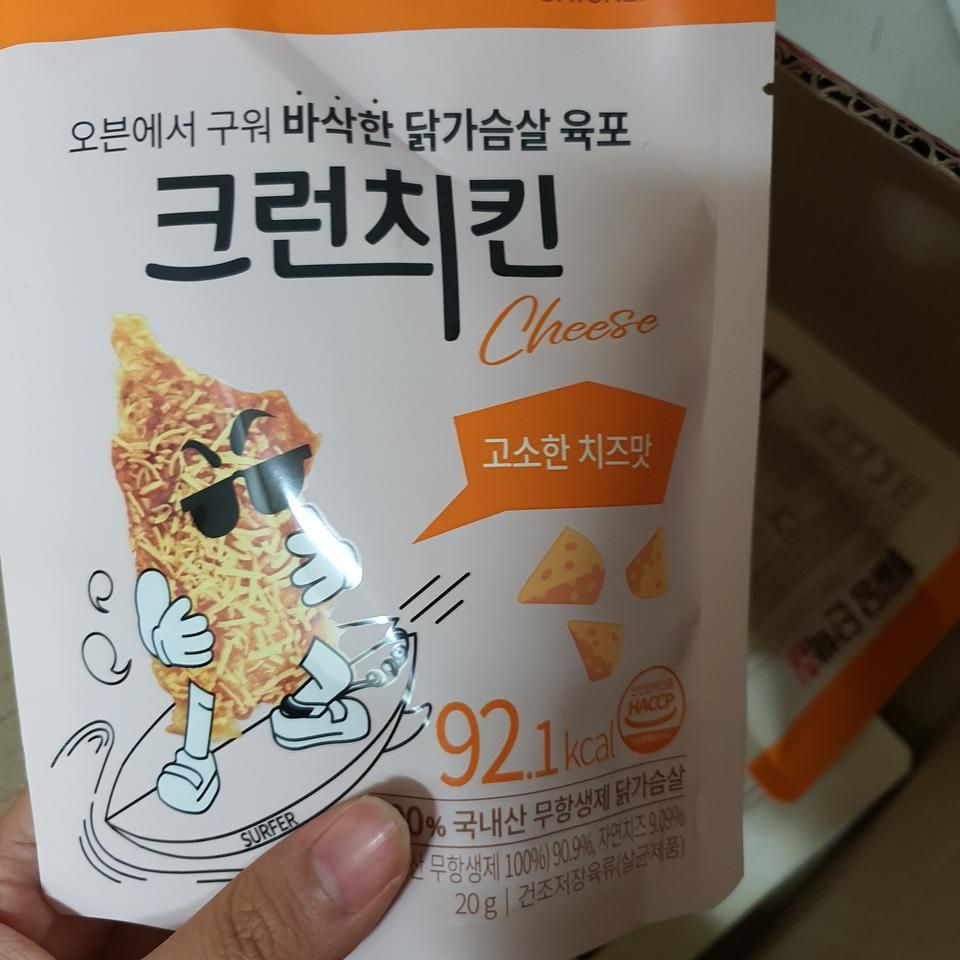 오븐에서 구워 바삭한 닭가슴살 육포
크런치킨
Cheese
고소한 치즈맛
HACCP
92.1 kcal
SURFER
% 국내산 무항생제 닭가슴살
무항생제 100%) 90.9%, 자연치즈 9.09%
20 g | 건조저장육류(살균제품)